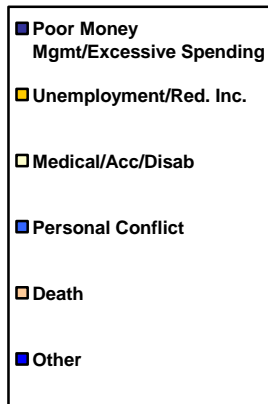 Poor Money
Mgmt/Excessive Spending
Unemployment/Red. Inc.
Medical/Acc/Disab
Personal Conflict
Death
Other